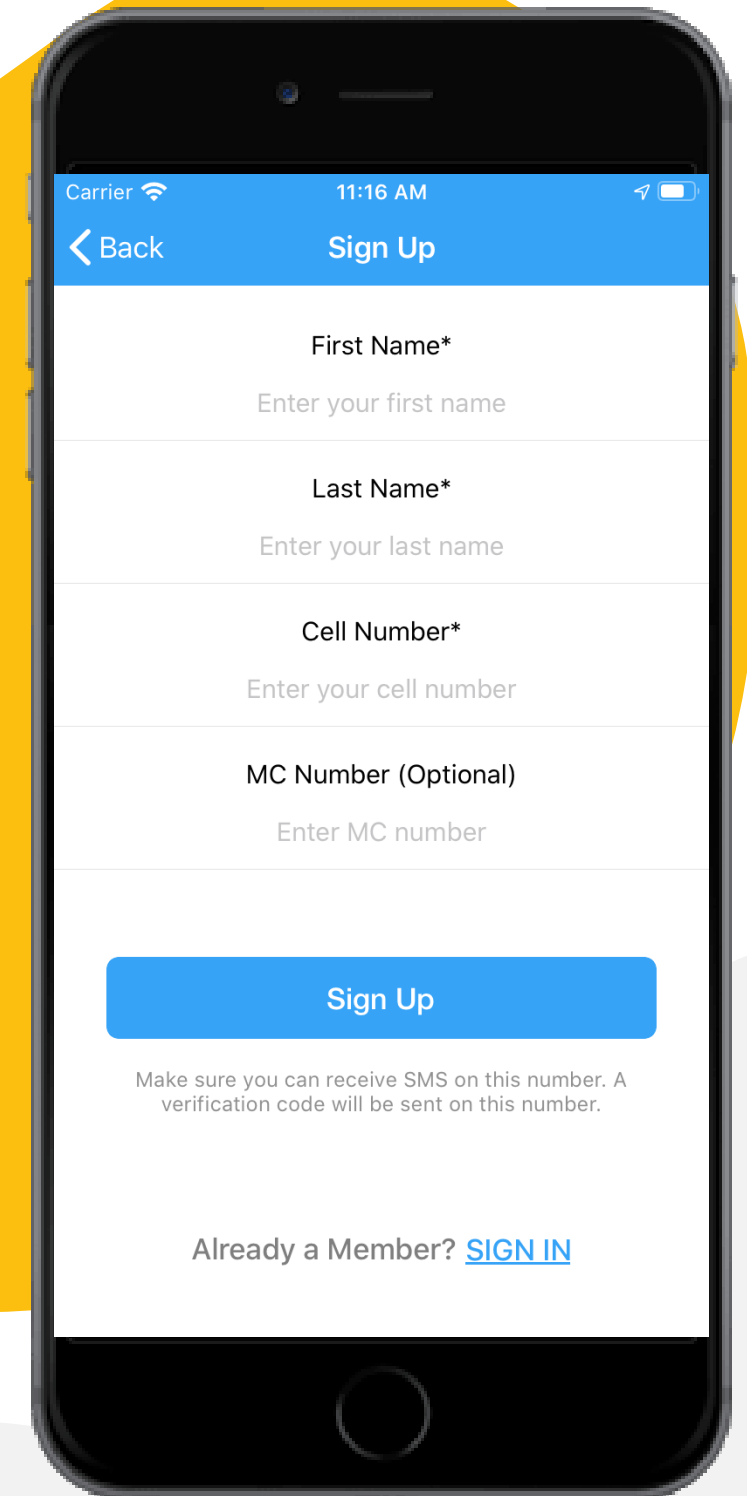 Carrier
11:16 AM
Back
Sign Up
First Name*
Enter your first name
Last Name*
Enter your last name
Cell Number*
Enter your cell number
MC Number (Optional)
Enter MC number
Sign Up
Make sure you can receive SMS on this number. A
verification code will be sent on this number.
Already a Member? SIGN IN